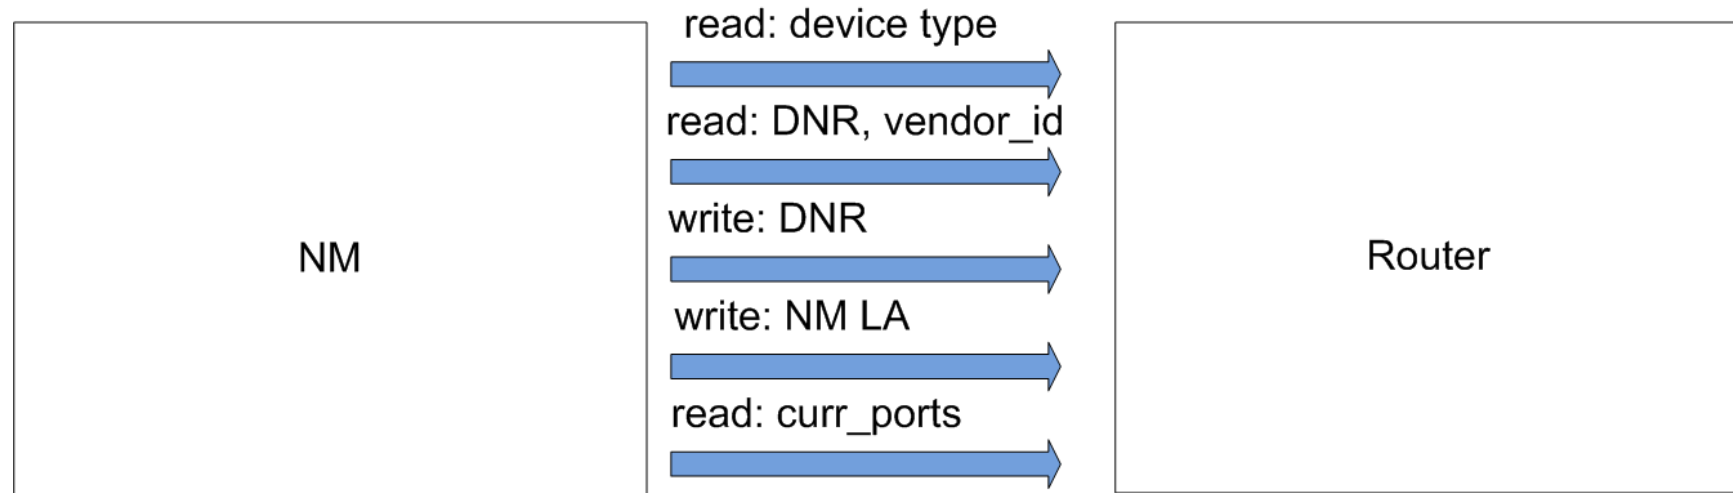 read: device type
read: DNR, vendor_id
write: DNR
NM
Router
write: NM LA
read: curr_ports